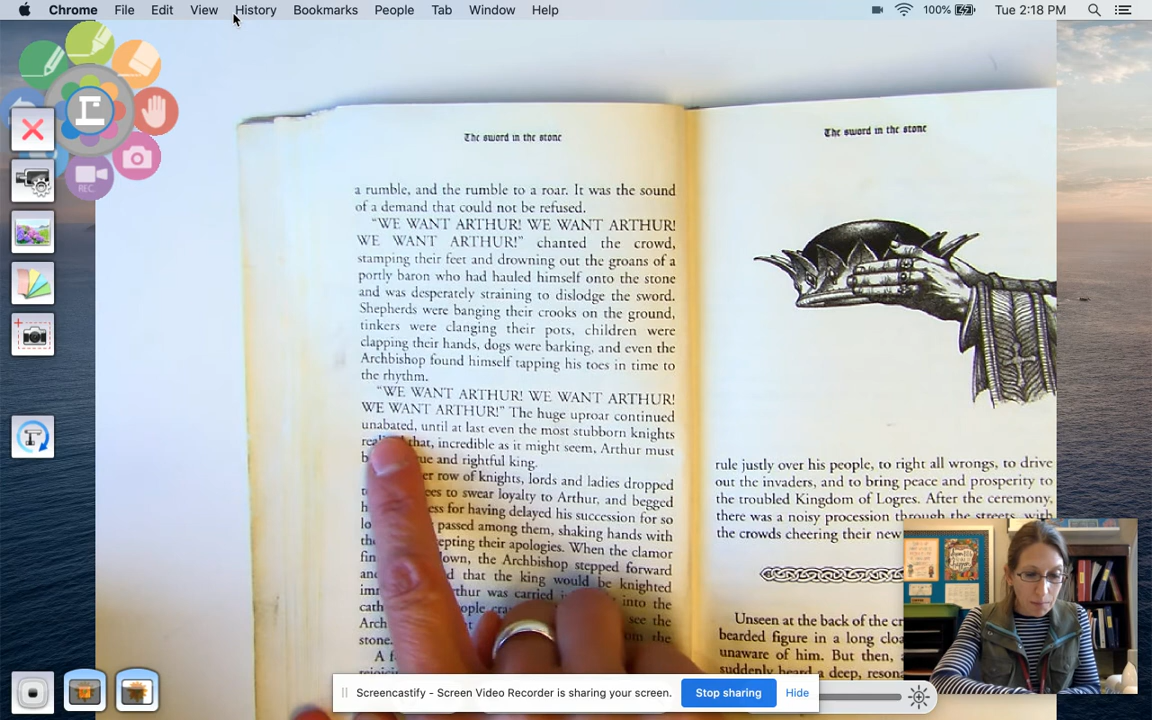 Chrome File Edit View History Bookmarks People Tab Window Help
100% Tue 2:18 PM
REC
The sword in the stone
a rumble, and the rumble to a roar. It was the sound
of a demand that could not be refused.
"WE WANT ARTHUR! WE WANT ARTHUR!
WE WANT ARTHUR!" chanted the crowd,
stamping their feet and drowning out the groans of a
portly baron who had hauled himself onto the stone
and was desperately straining to dislodge the sword.
Shepherds were banging their crooks on the ground,
tinkers were clanging their pots, children were
clapping their hands, dogs were barking, and even the
Archbishop found himself tapping his toes in time to
the rhythm.
"WE WANT ARTHUR! WE WANT ARTHUR!
WE WANT ARTHUR!" The huge uproar continued
unabated, until at last even the most stubborn knights
that, incredible as it might seem, Arthur must
and rightful king.
row of knights, lords and ladies dropped
to swear loyalty to Arthur, and begged
for having delayed his succession for so
passed among them, shaking hands with
accepting their apologies. When the clamor
down, the Archbishop stepped forward
that the king would be knighted
was carried into the
see the
the
stone.
A
The sword in the stone
rule justly over his people, to right all wrongs, to drive
out the invaders, and to bring peace and prosperity to
the troubled Kingdom of Logres. After the ceremony,
there was a noisy procession through the streets, with
the crowds cheering their new
Unseen at the back of the
bearded figure in a long
unaware of him. But then,
suddenly heard a deep,
Screencastify - Screen Video Recorder is sharing your screen. Stop sharing Hide